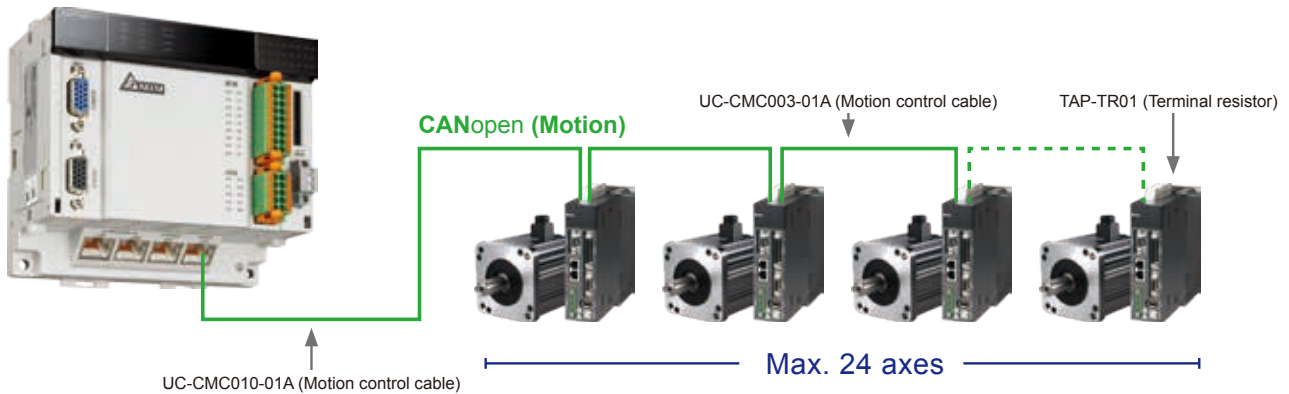 UC-CMC003-01A (Motion control cable)
TAP-TR01 (Terminal resistor)
CANopen (Motion)
Max. 24 axes
UC-CMC010-01A (Motion control cable)